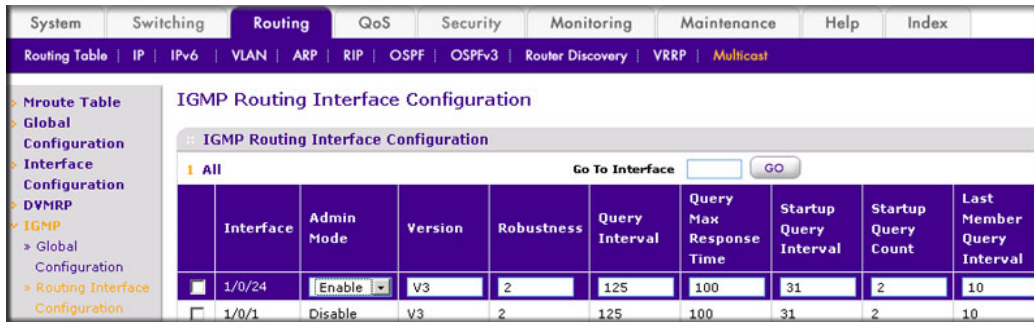 System Switching Routing QoS Security Monitoring Maintenance Help Index
Routing Table | IP | IPv6 | VLAN | ARP | RIP | OSPF | OSPFv3 | Router Discovery | VRRP | Multicast
Mroute Table
Global
Configuration
Interface
Configuration
DVMRP
IGMP
» Global
Configuration
» Routing Interface
Configuration
IGMP Routing Interface Configuration
IGMP Routing Interface Configuration
1 All Go To Interface GO
Interface Admin Mode Version Robustness Query Interval Query Max Response Time Startup Query Interval Startup Query Count Last Member Query Interval
1/0/24 Enable V3 2 125 100 31 2 10
1/0/1 Disable V3 2 125 100 31 2 10